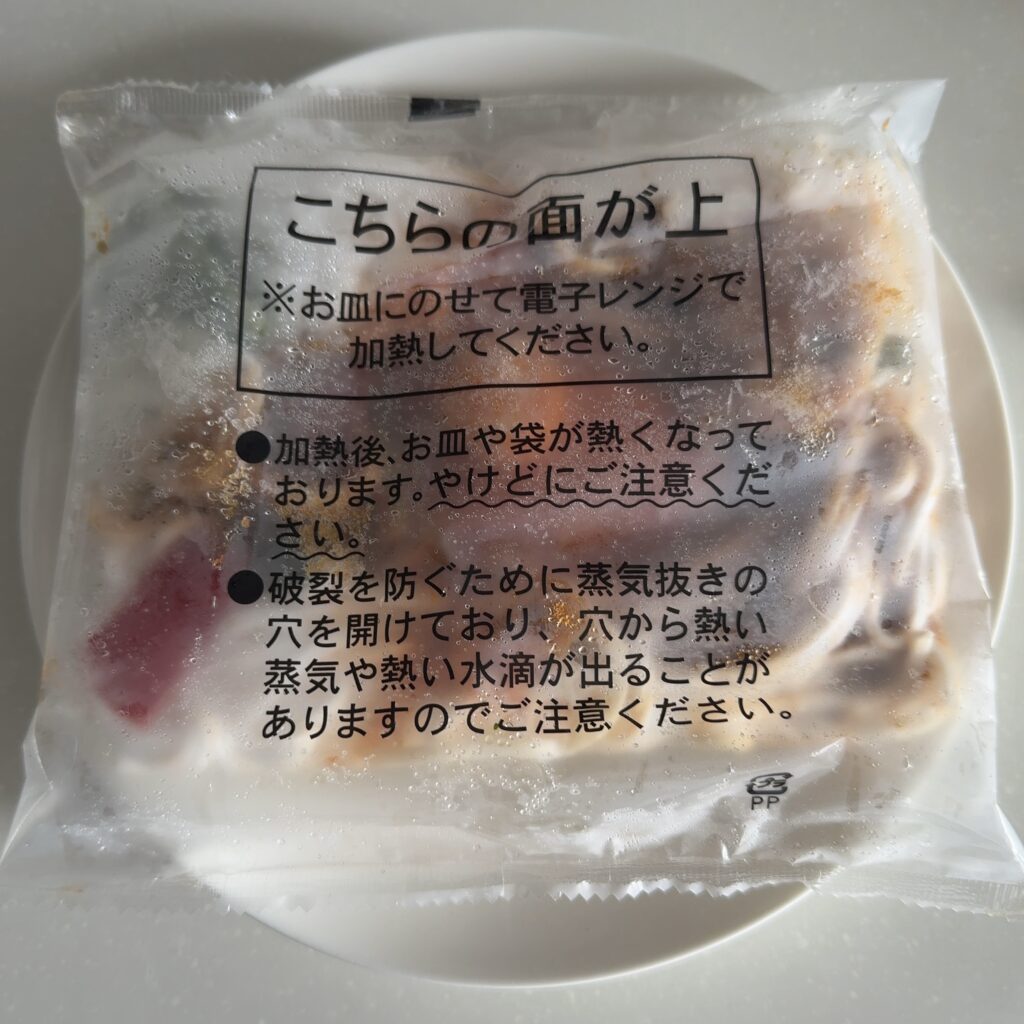 こちらの面が上
※お皿にのせて電子レンジで
加熱してください。
●加熱後、お皿や袋が熱くなって
おります。やけどにご注意くだ
さい。
●破裂を防ぐために蒸気抜きの
穴を開けており、穴から熱い
蒸気や熱い水滴が出ることが
ありますのでご注意ください。
プラ
PP